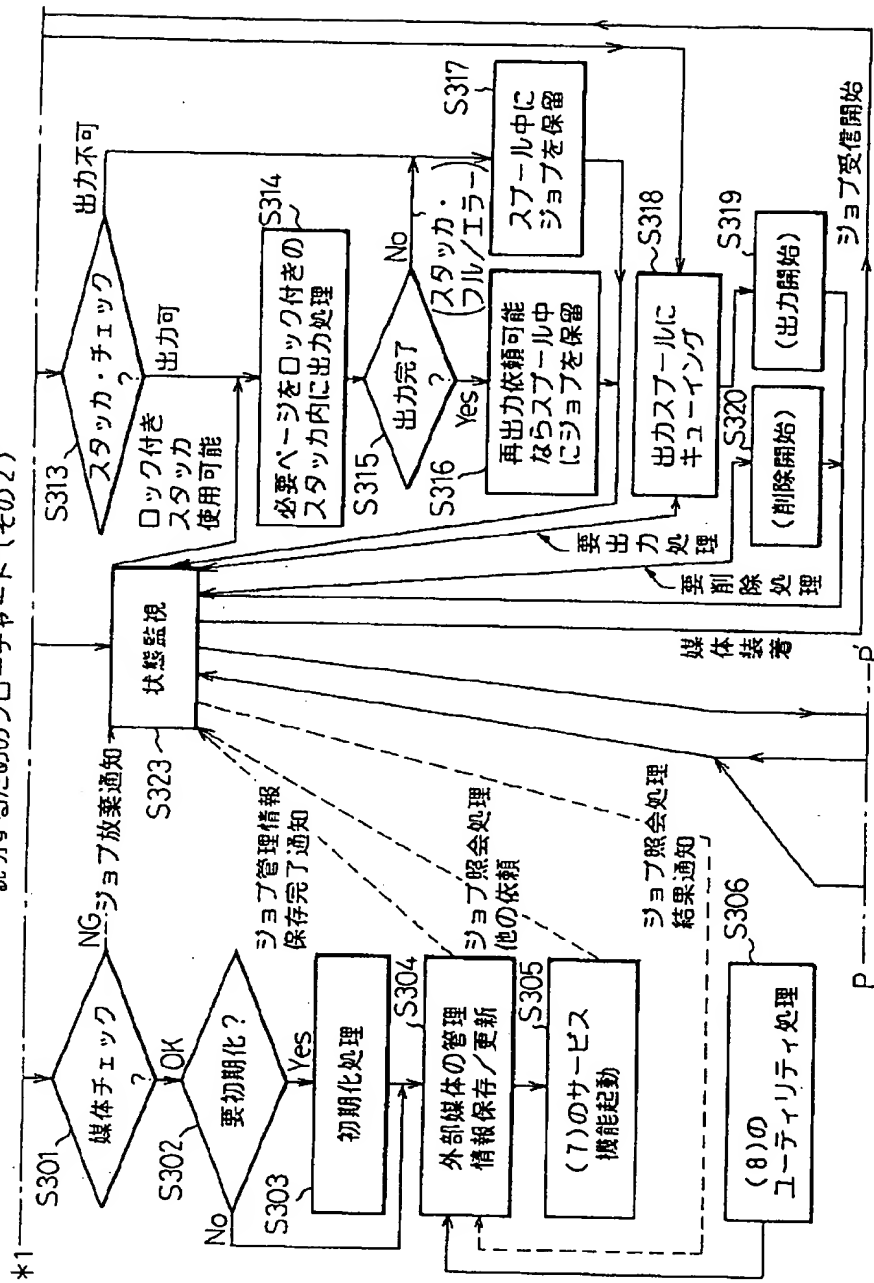 説明するためのフローチャート(その2)
*1
S301
媒体チェック
?
NG
ジョブ放棄通知
OK
S302
要初期化?
Yes
No
S303
初期化処理
ジョブ管理情報
保存完了通知
S304
外部媒体の管理
情報保存/更新
ジョブ照会処理
他の依頼
S305
(7)のサービス
機能起動
ジョブ照会処理
結果通知
S306
(8)の
ユーティリティ処理
S323
状態監視
S313
スタッカ・チェック
?
出力不可
出力可
ロック付き
スタッカ
使用可能
S314
必要ページをロック付きの
スタッカ内に出力処理
S315
出力完了
?
No
(スタッカ・
フル/エラー)
Yes
S316
再出力依頼可能
ならスプール中
にジョブを保留
S317
スプール中に
ジョブを保留
要出力処理
S318
出力スプールに
キューイング
要削除処理
S320
(削除開始)
S319
(出力開始)
媒体装着
ジョブ受信開始
P
P'